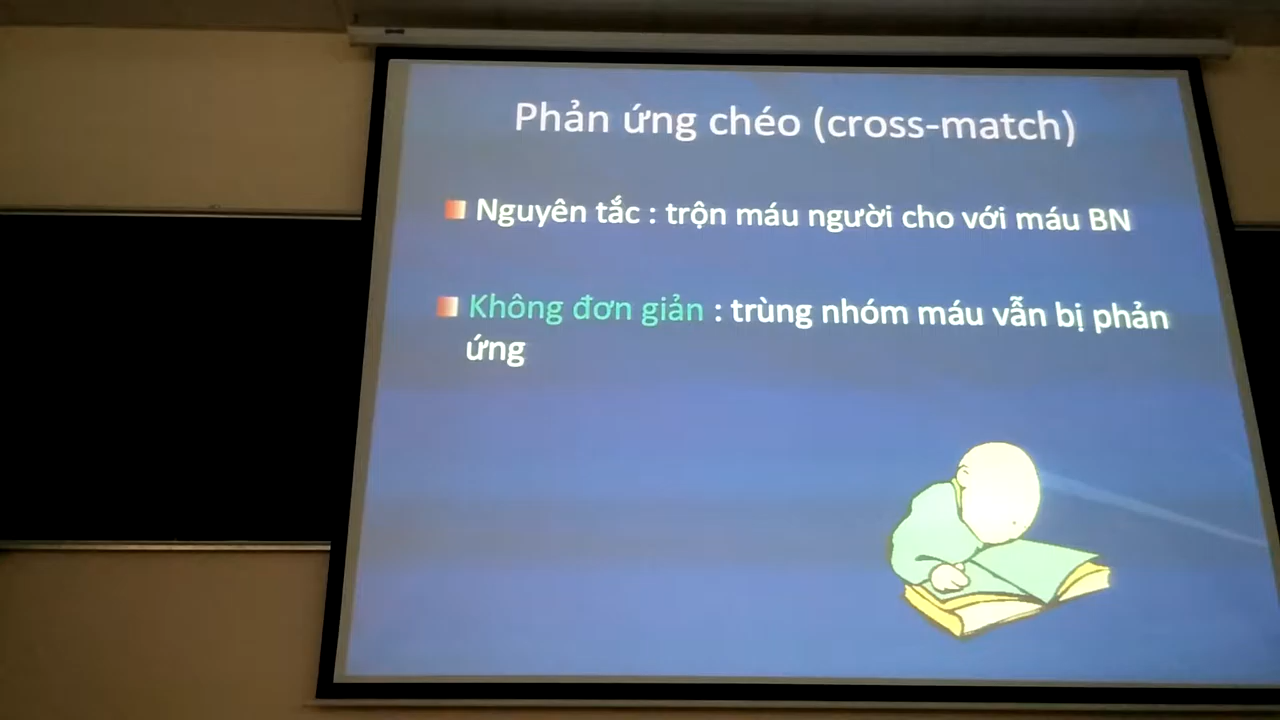 Phản ứng chéo (cross-match)
Nguyên tắc : trộn máu người cho với máu BN
Không đơn giản : trùng nhóm máu vẫn bị phản
ứng